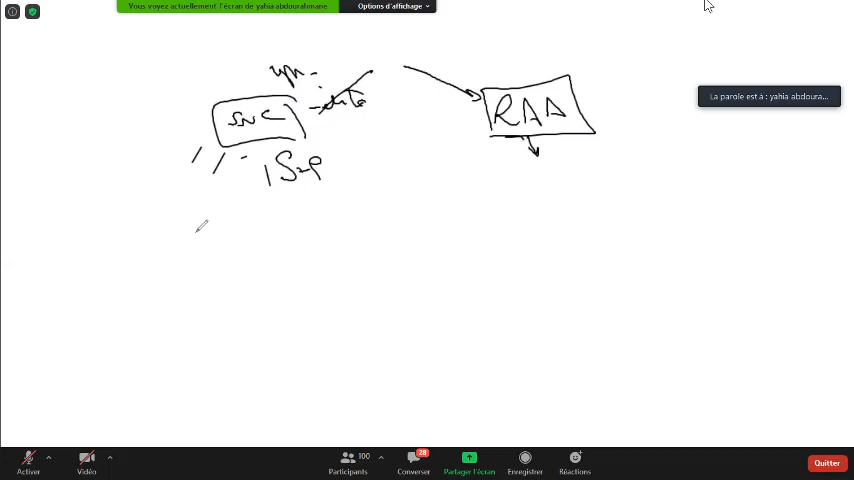 Vous voyez actuellement l'écran de yahia abdourahmane
Options d'affichage
SNC
RAA
La parole est à : yahia abdoura...
Activer
Vidéo
100
Participants
28
Converser
Partager l'écran
Enregistrer
Réactions
Quitter